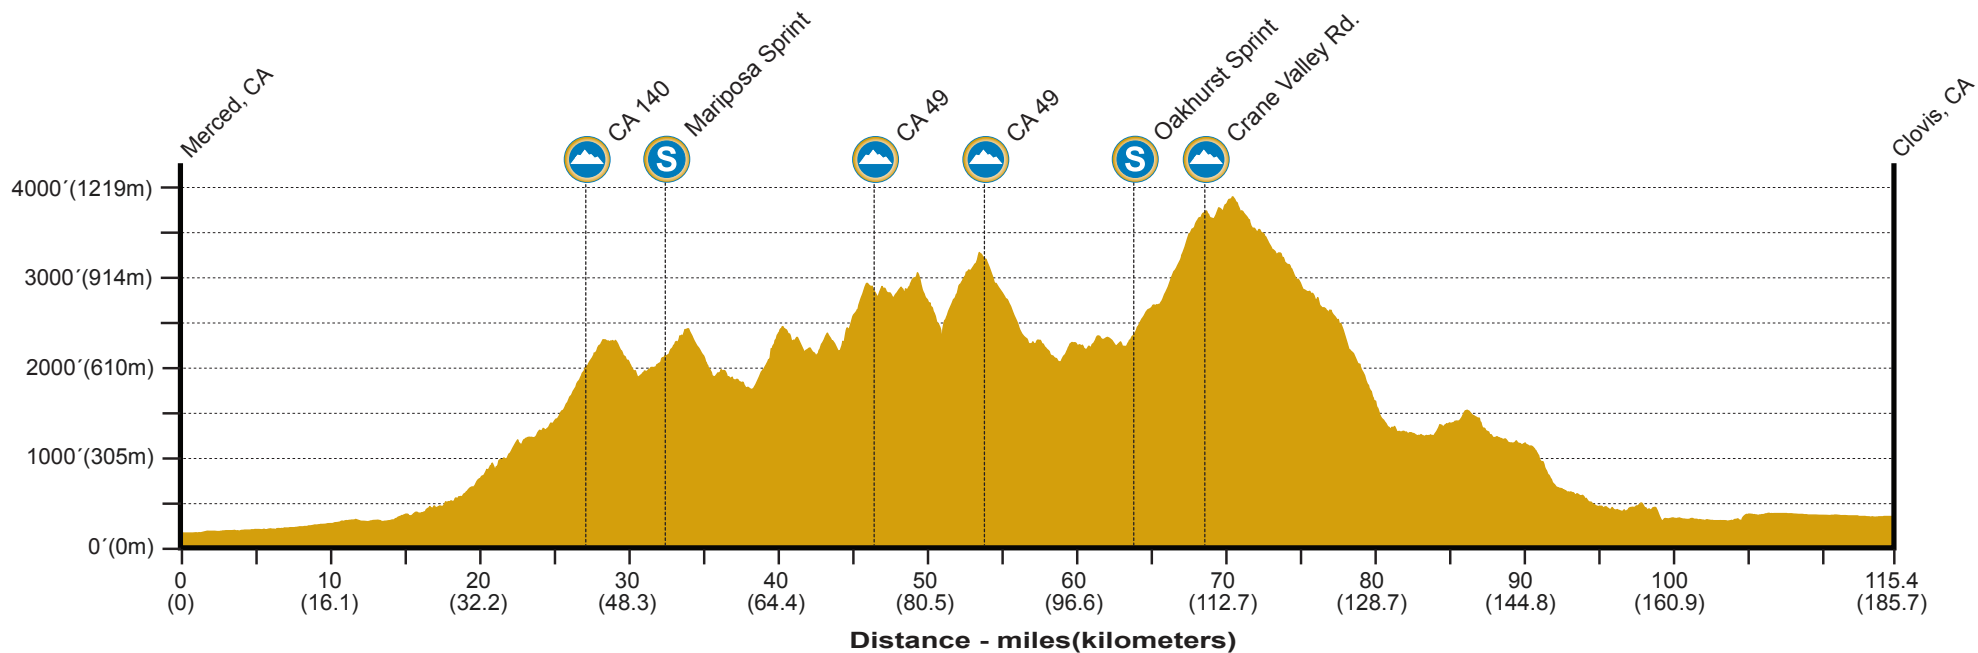 Merced, CA
CA 140
Mariposa Sprint
CA 49
CA 49
Oakhurst Sprint
Crane Valley Rd.
Clovis, CA
S
S
4000´(1219m)
3000´(914m)
2000´(610m)
1000´(305m)
0´(0m)
0 10 20 30 40 50 60 70 80 90 100 115.4
(0) (16.1) (32.2) (48.3) (64.4) (80.5) (96.6) (112.7) (128.7) (144.8) (160.9) (185.7)
Distance - miles(kilometers)